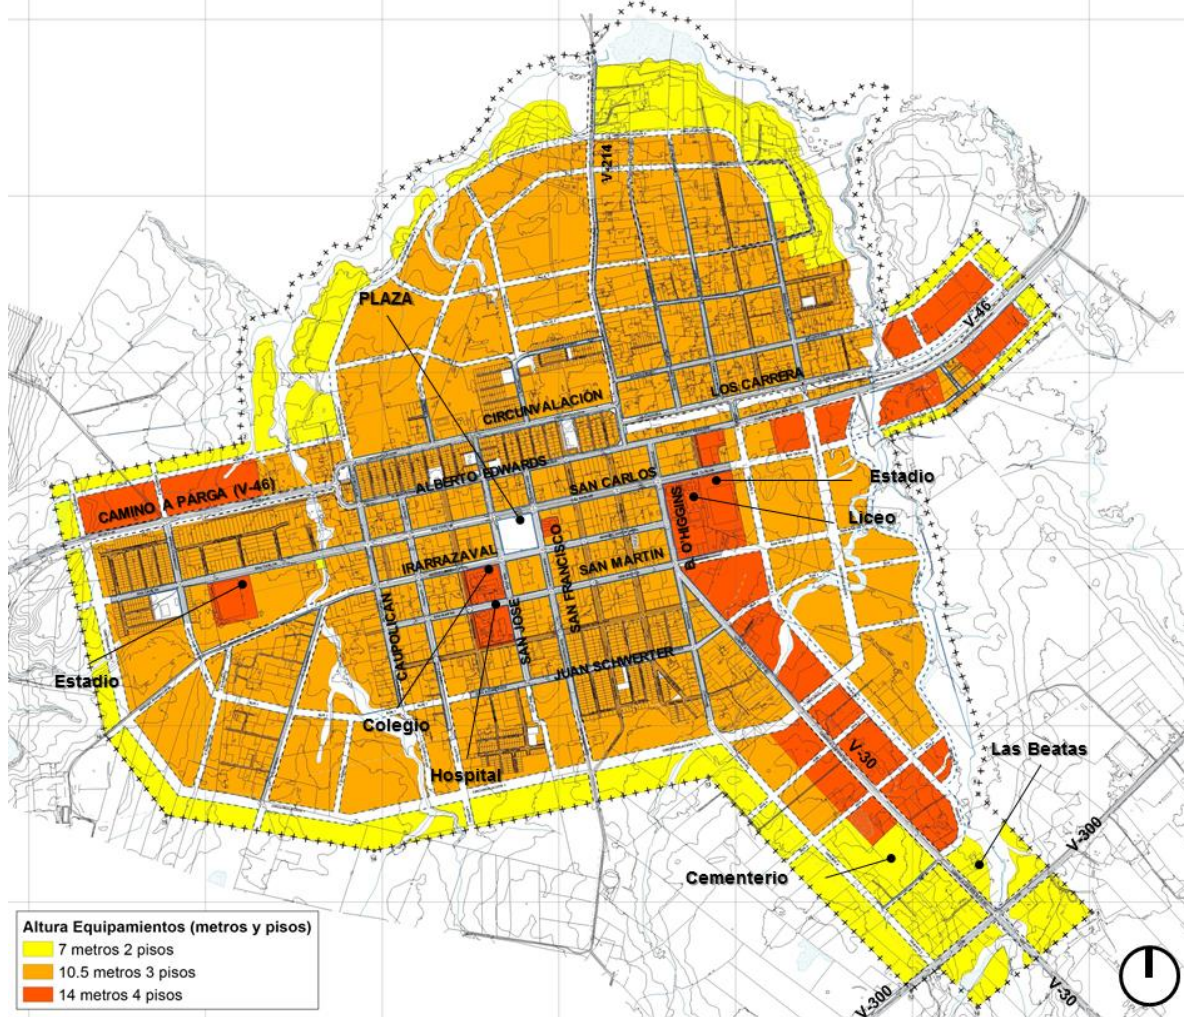 V-214
PLAZA
V-46
LOS CARRERA
CIRCUNVALACIÓN
ALBERTO EDWARDS
SAN CARLOS
CAMINO A PARGA (V-46)
Estadio
Liceo
B. O'HIGGINS
IRARRAZAVAL
SAN FRANCISCO
SAN MARTIN
CAUPOLICÁN
SAN JOSÉ
JUAN SCHWERTER
Estadio
Colegio
Hospital
V-30
Las Beatas
V-300
Cementerio
V-300
V-30
Altura Equipamientos (metros y pisos)
7 metros 2 pisos
10.5 metros 3 pisos
14 metros 4 pisos